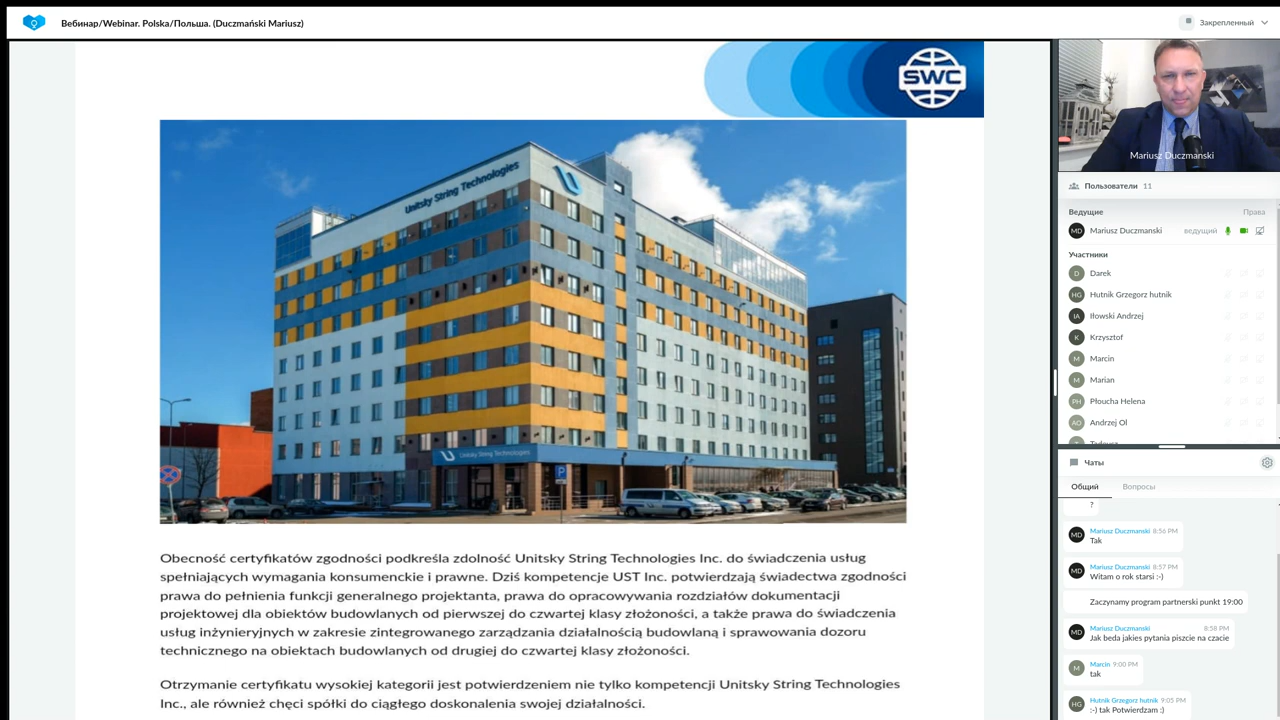 Вебинар/Webinar. Polska/Польша. (Duczmański Mariusz)
Закрепленный
SWC
Unitsky String Technologies
Unitsky String Technologies
P
Obecność certyfikatów zgodności podkreśla zdolność Unitsky String Technologies Inc. do świadczenia usług
spełniających wymagania konsumenckie i prawne. Dziś kompetencje UST Inc. potwierdzają świadectwa zgodności
prawa do pełnienia funkcji generalnego projektanta, prawa do opracowywania rozdziałów dokumentacji
projektowej dla obiektów budowlanych od pierwszej do czwartej klasy złożoności, a także prawa do świadczenia
usług inżynieryjnych w zakresie zintegrowanego zarządzania działalnością budowlaną i sprawowania dozoru
technicznego na obiektach budowlanych od drugiej do czwartej klasy złożoności.
Otrzymanie certyfikatu wysokiej kategorii jest potwierdzeniem nie tylko kompetencji Unitsky String Technologies
Inc., ale również chęci spółki do ciągłego doskonalenia swojej działalności.
Mariusz Duczmanski
Пользователи 11
Ведущие Права
MD Mariusz Duczmanski ведущий
Участники
D Darek
HG Hutnik Grzegorz hutnik
IA Iłowski Andrzej
K Krzysztof
M Marcin
M Marian
PH Płoucha Helena
AO Andrzej Ol
Чаты
Общий Вопросы
?
MD Mariusz Duczmanski 8:56 PM
Tak
MD Mariusz Duczmanski 8:57 PM
Witam o rok starsi :-)
Zaczynamy program partnerski punkt 19:00
MD Mariusz Duczmanski 8:58 PM
Jak beda jakies pytania piszcie na czacie
M Marcin 9:00 PM
tak
HG Hutnik Grzegorz hutnik 9:05 PM
:-) tak Potwierdzam :)